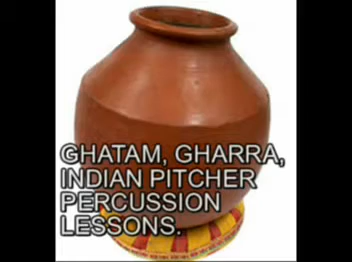 GHATAM, GHARRA,
INDIAN PITCHER
PERCUSSION
LESSONS.